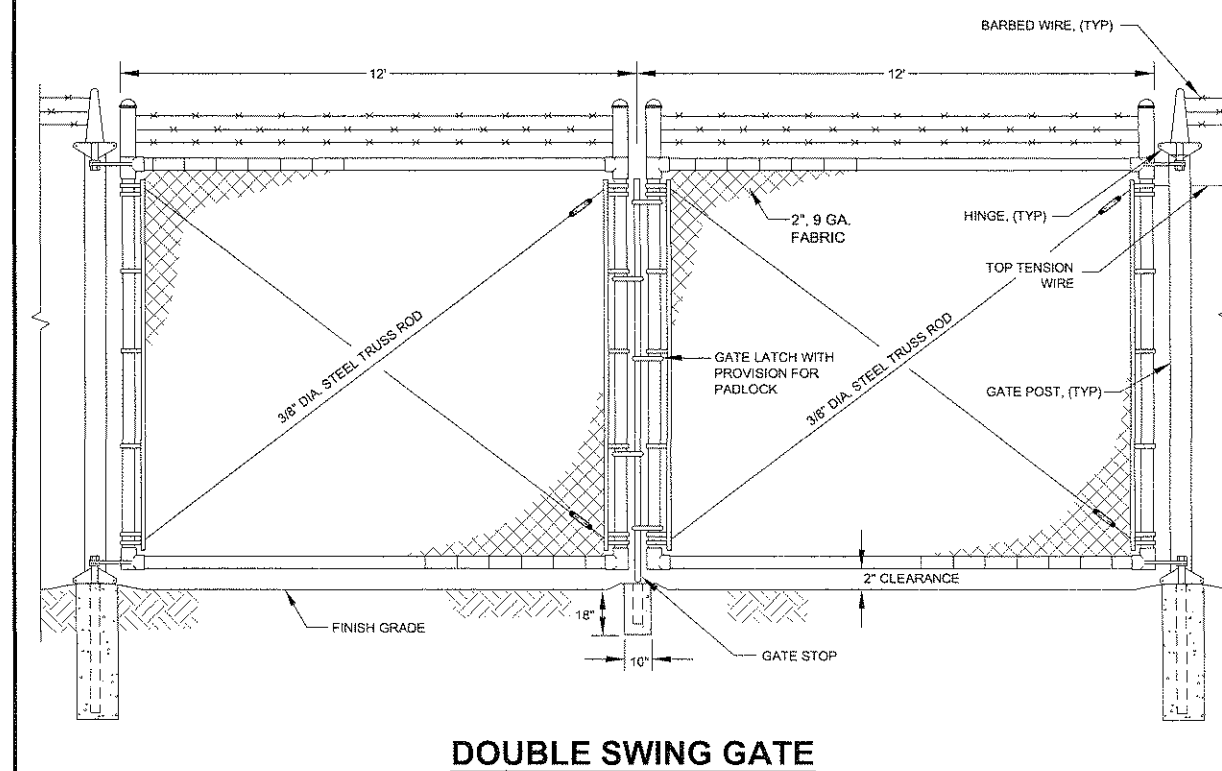 BARBED WIRE, (TYP)
12'
12'
2", 9 GA.
FABRIC
HINGE, (TYP)
TOP TENSION
WIRE
3/8" DIA. STEEL TRUSS ROD
GATE LATCH WITH
PROVISION FOR
PADLOCK
3/8" DIA. STEEL TRUSS ROD
GATE POST, (TYP)
2" CLEARANCE
18"
FINISH GRADE
10"
GATE STOP
DOUBLE SWING GATE